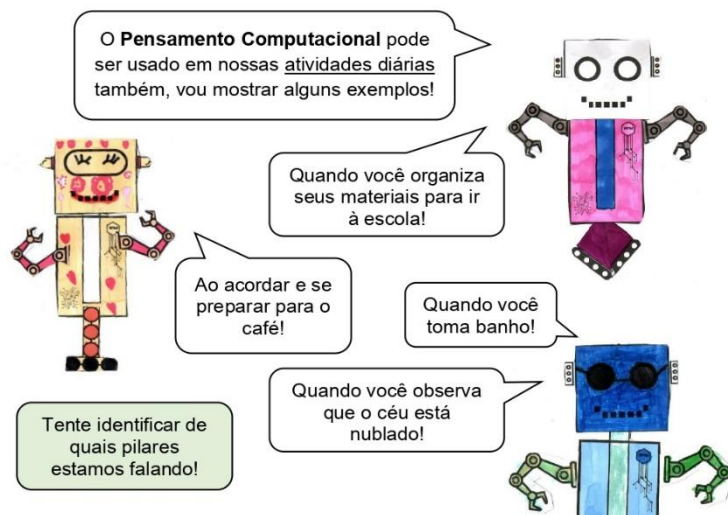 O Pensamento Computacional pode
ser usado em nossas atividades diárias
também, vou mostrar alguns exemplos!
Quando você organiza
seus materiais para ir
à escola!
Ao acordar e se
preparar para o
café!
Quando você
toma banho!
Quando você observa
que o céu está
nublado!
Tente identificar de
quais pilares
estamos falando!